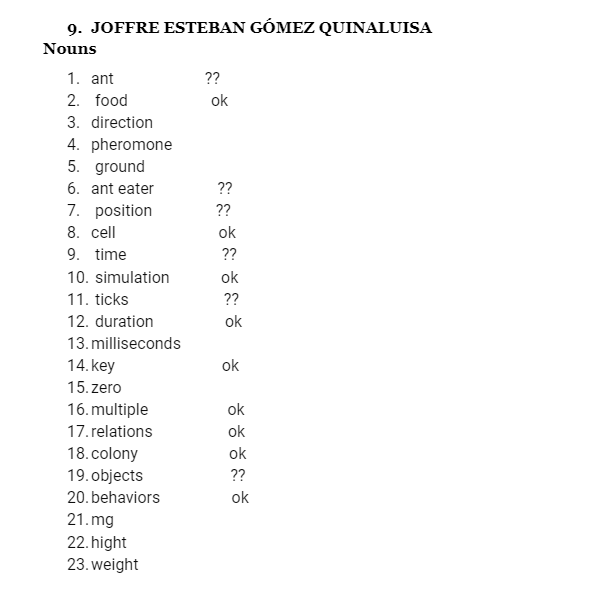 9. JOFFRE ESTEBAN GÓMEZ QUINALUISA
Nouns
1. ant ??
2. food ok
3. direction
4. pheromone
5. ground
6. ant eater ??
7. position ??
8. cell ok
9. time ??
10. simulation ok
11. ticks ??
12. duration ok
13. milliseconds
14. key ok
15. zero
16. multiple ok
17. relations ok
18. colony ok
19. objects ??
20. behaviors ok
21. mg
22. hight
23. weight